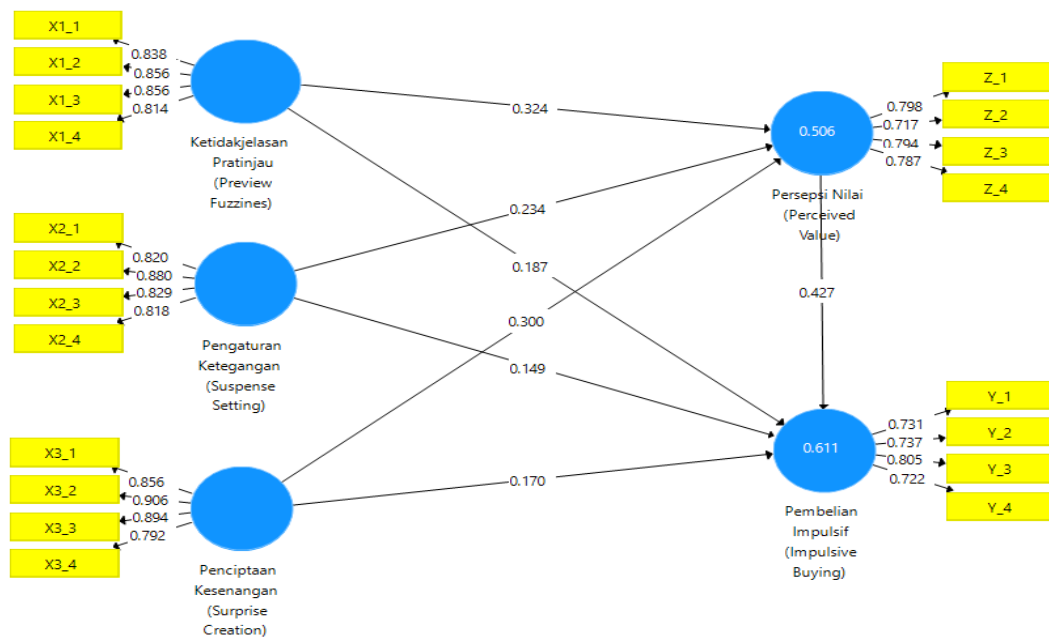 X1_1
X1_2
X1_3
X1_4
0.838
0.856
0.856
0.814
Ketidakjelasan
Pratinjau
(Preview
Fuzzines)
X2_1
X2_2
X2_3
X2_4
0.820
0.880
0.829
0.818
Pengaturan
Ketegangan
(Suspense
Setting)
X3_1
X3_2
X3_3
X3_4
0.856
0.906
0.894
0.792
Penciptaan
Kesenangan
(Surprise
Creation)
0.324
0.234
0.187
0.300
0.149
0.170
0.427
0.506
Persepsi Nilai
(Perceived
Value)
0.798
0.717
0.794
0.787
Z_1
Z_2
Z_3
Z_4
0.611
Pembelian
Impulsif
(Impulsive
Buying)
0.731
0.737
0.805
0.722
Y_1
Y_2
Y_3
Y_4